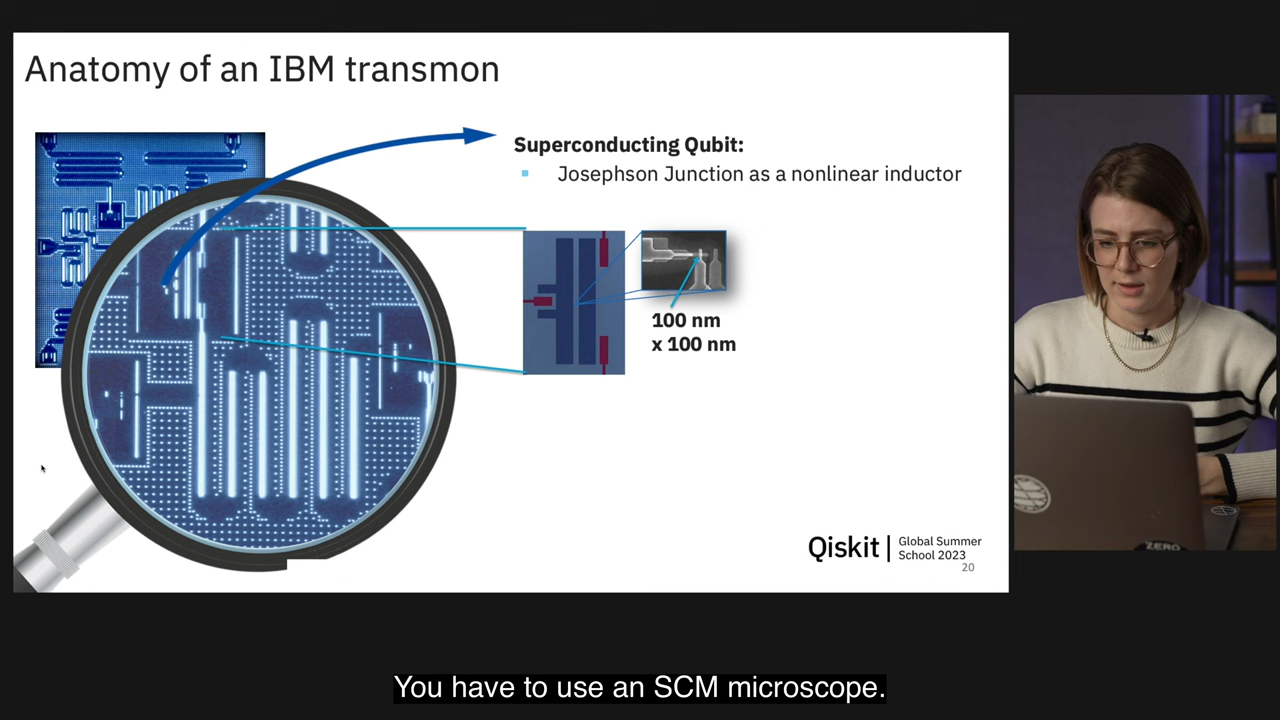 Anatomy of an IBM transmon
Superconducting Qubit:
Josephson Junction as a nonlinear inductor
100 nm
x 100 nm
Qiskit | Global Summer
School 2023
20
ZERO
You have to use an SCM microscope.